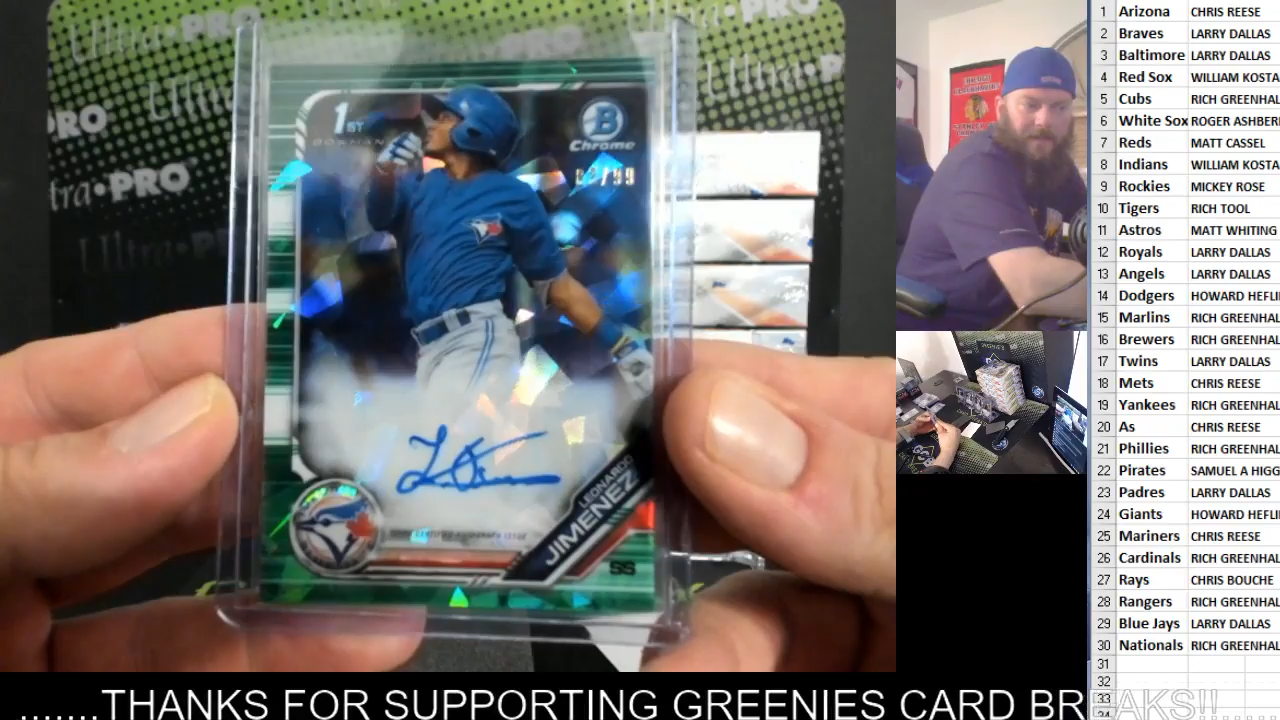 Ultra•PRO
1ST
BOWMAN
B
Chrome
/99
LEONARDO
JIMENEZ
SS
CERTIFIED AUTOGRAPH ISSUE
1 Arizona CHRIS REESE
2 Braves LARRY DALLAS
3 Baltimore LARRY DALLAS
4 Red Sox WILLIAM KOSTA
5 Cubs RICH GREENHAL
6 White Sox ROGER ASHBERI
7 Reds MATT CASSEL
8 Indians WILLIAM KOSTA
9 Rockies MICKEY ROSE
10 Tigers RICH TOOL
11 Astros MATT WHITING
12 Royals LARRY DALLAS
13 Angels LARRY DALLAS
14 Dodgers HOWARD HEFLI
15 Marlins RICH GREENHAL
16 Brewers RICH GREENHAL
17 Twins LARRY DALLAS
18 Mets CHRIS REESE
19 Yankees RICH GREENHAL
20 As CHRIS REESE
21 Phillies RICH GREENHAL
22 Pirates SAMUEL A HIGG
23 Padres LARRY DALLAS
24 Giants HOWARD HEFLI
25 Mariners CHRIS REESE
26 Cardinals RICH GREENHAL
27 Rays CHRIS BOUCHE
28 Rangers RICH GREENHAL
29 Blue Jays LARRY DALLAS
30 Nationals RICH GREENHAL
31
32
33
34
.......THANKS FOR SUPPORTING GREENIES CARD BREAKS!!